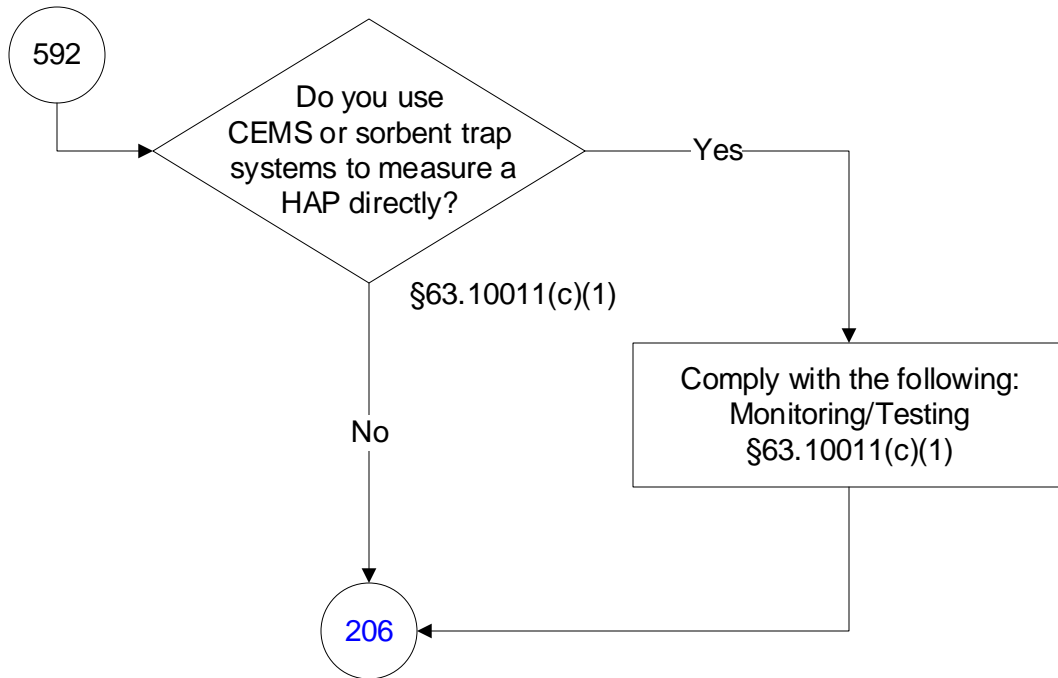 592
Do you use
CEMS or sorbent trap
systems to measure a
HAP directly?
Yes
§63.10011(c)(1)
Comply with the following:
Monitoring/Testing
§63.10011(c)(1)
No
206